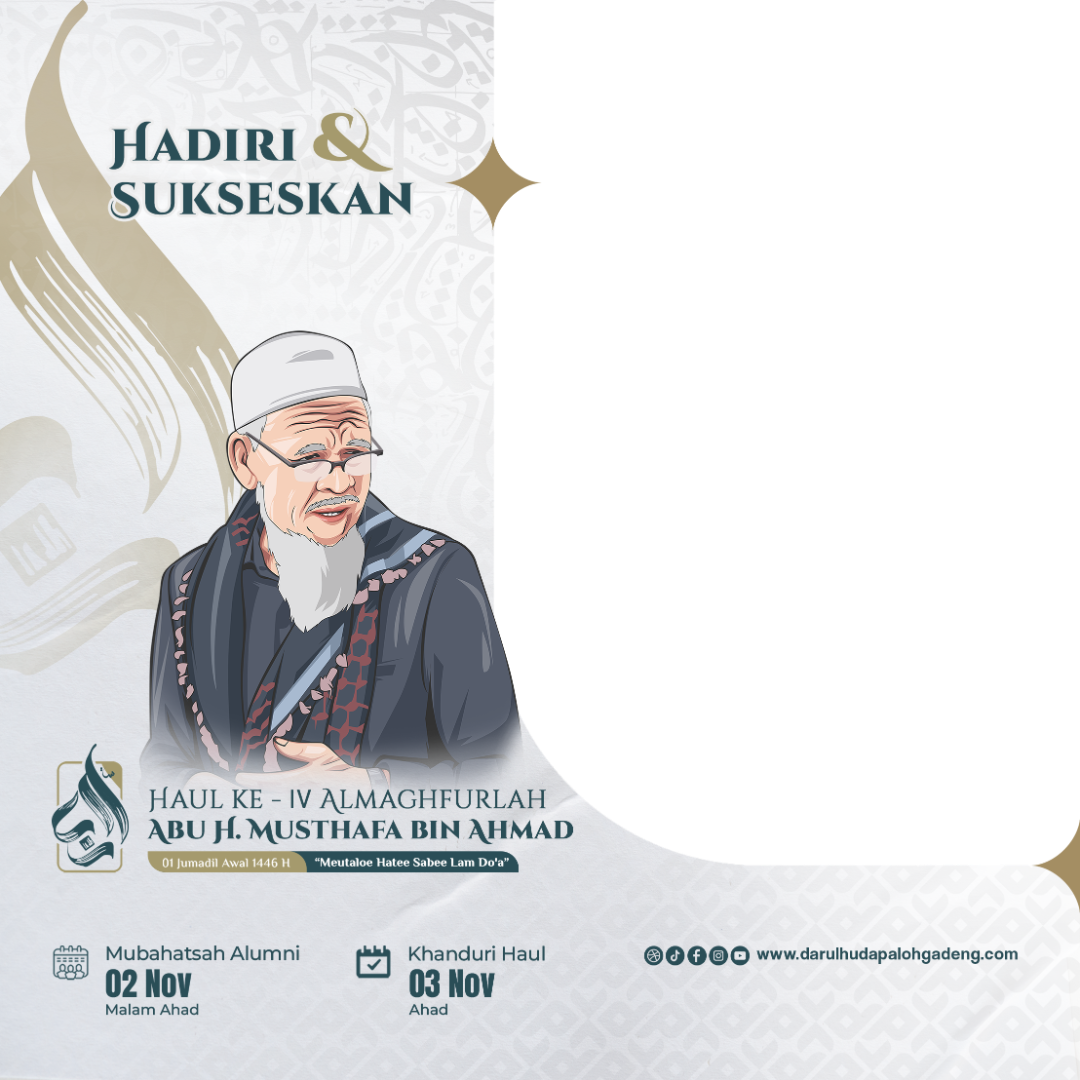 HADIRI &
SUKSESKAN
HAUL KE - IV ALMAGHFURLAH
ABU H. MUSTHAFA BIN AHMAD
01 Jumadil Awal 1446 H "Meutaloe Hatee Sabee Lam Do'a"
Mubahatsah Alumni
02 Nov
Malam Ahad
Khanduri Haul
03 Nov
Ahad
www.darulhudapalohgadeng.com